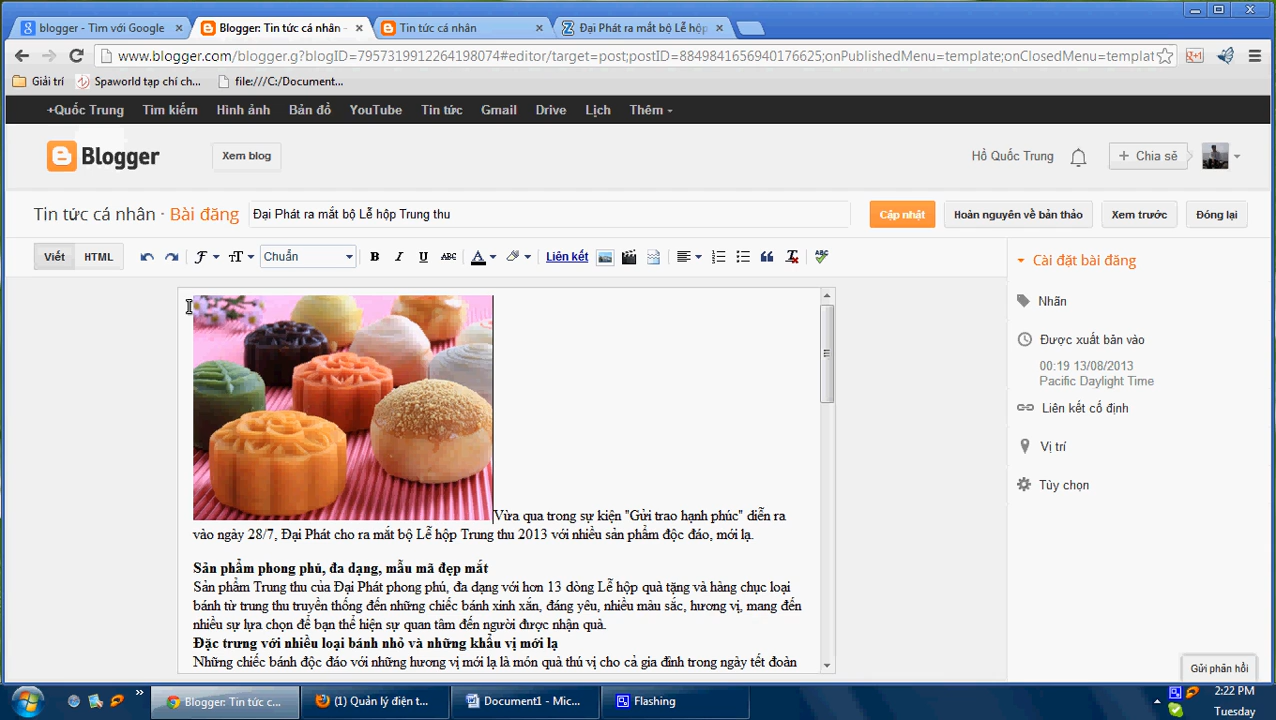 blogger - Tìm với Google
Blogger: Tin tức cá nhân -
Tin tức cá nhân
Đại Phát ra mắt bộ Lễ hộp
www.blogger.com/blogger.g?blogID=7957319912264198074#editor/target=post;postID=8849841656940176625;onPublishedMenu=template;onClosedMenu=templat
Giải trí
Spaworld tạp chí ch...
file:///C:/Document...
+Quốc Trung Tìm kiếm Hình ảnh Bản đồ YouTube Tin tức Gmail Drive Lịch Thêm
Blogger
Xem blog
Hồ Quốc Trung
+ Chia sẻ
Tin tức cá nhân · Bài đăng
Đại Phát ra mắt bộ Lễ hộp Trung thu
Cập nhật
Hoàn nguyên về bản thảo
Xem trước
Đóng lại
Viết
HTML
Chuẩn
B I U ABC A
Liên kết
ABC
Cài đặt bài đăng
Nhãn
Được xuất bản vào
00:19 13/08/2013
Pacific Daylight Time
Liên kết cố định
Vị trí
Tùy chọn
Vừa qua trong sự kiện "Gửi trao hạnh phúc" diễn ra
vào ngày 28/7, Đại Phát cho ra mắt bộ Lễ hộp Trung thu 2013 với nhiều sản phẩm độc đáo, mới lạ.
Sản phẩm phong phú, đa dạng, mẫu mã đẹp mắt
Sản phẩm Trung thu của Đại Phát phong phú, đa dạng với hơn 13 dòng Lễ hộp quà tặng và hàng chục loại
bánh từ trung thu truyền thống đến những chiếc bánh xinh xắn, đáng yêu, nhiều màu sắc, hương vị, mang đến
nhiều sự lựa chọn để bạn thể hiện sự quan tâm đến người được nhận quà.
Đặc trưng với nhiều loại bánh nhỏ và những khẩu vị mới lạ
Những chiếc bánh độc đáo với những hương vị mới lạ là món quà thú vị cho cả gia đình trong ngày tết đoàn
Gửi phản hồi
Blogger: Tin tức c...
(1) Quản lý điện t...
Document1 - Mic...
Flashing
2:22 PM
Tuesday